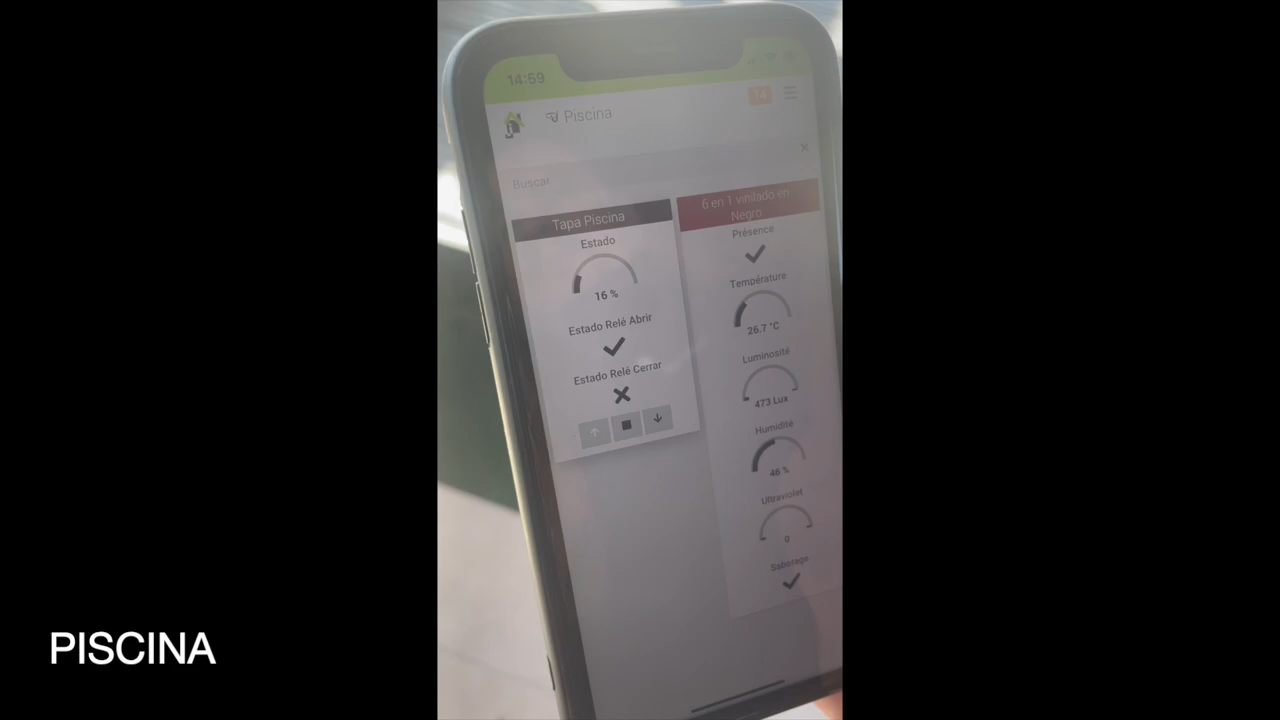 14:59
Piscina
14
Buscar
Tapa Piscina
Estado
16 %
Estado Relé Abrir
Estado Relé Cerrar
6 en 1 vinilado en
Negro
Présence
Température
26.7 °C
Luminosité
473 Lux
Humidité
46 %
Ultraviolet
0
Sabotage
PISCINA